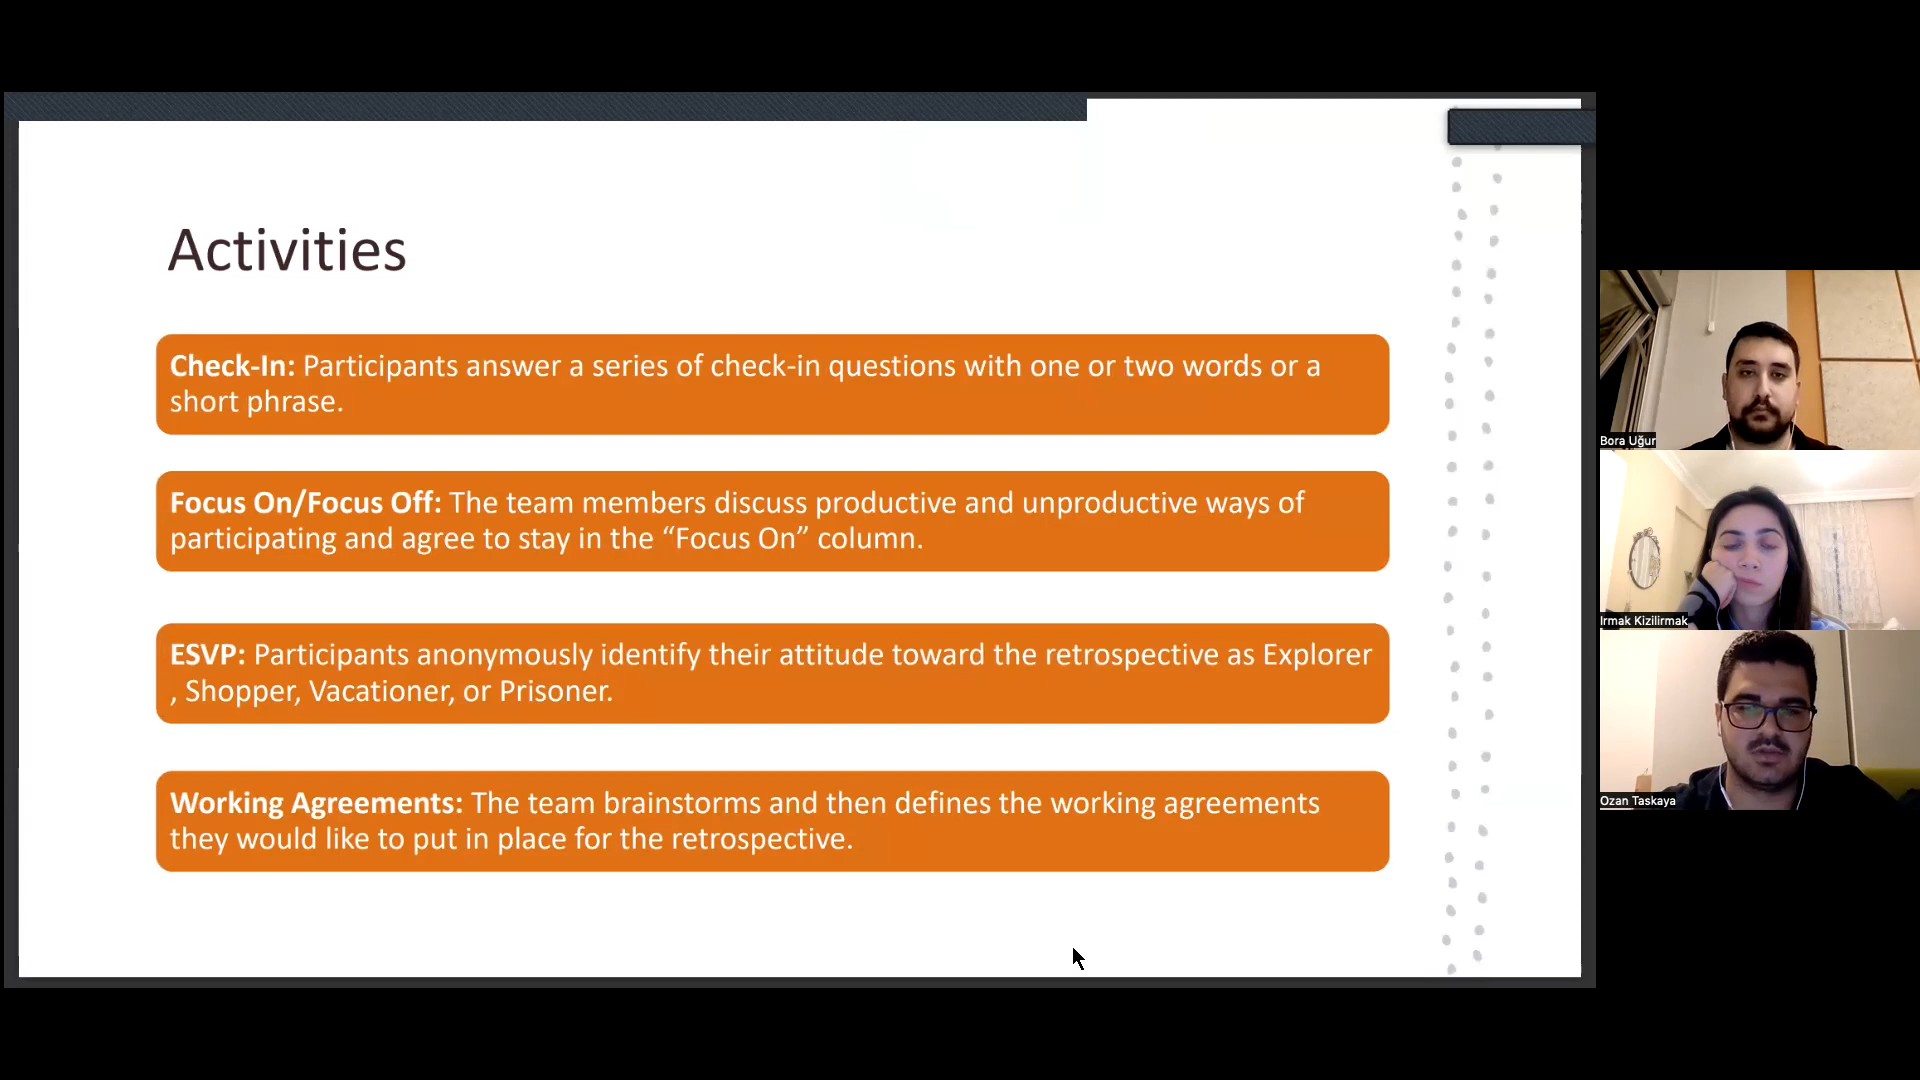 Activities
Check-In: Participants answer a series of check-in questions with one or two words or a
short phrase.
Focus On/Focus Off: The team members discuss productive and unproductive ways of
participating and agree to stay in the “Focus On” column.
ESVP: Participants anonymously identify their attitude toward the retrospective as Explorer
, Shopper, Vacationer, or Prisoner.
Working Agreements: The team brainstorms and then defines the working agreements
they would like to put in place for the retrospective.
Bora Uğur
Irmak Kizilirmak
Ozan Taskaya